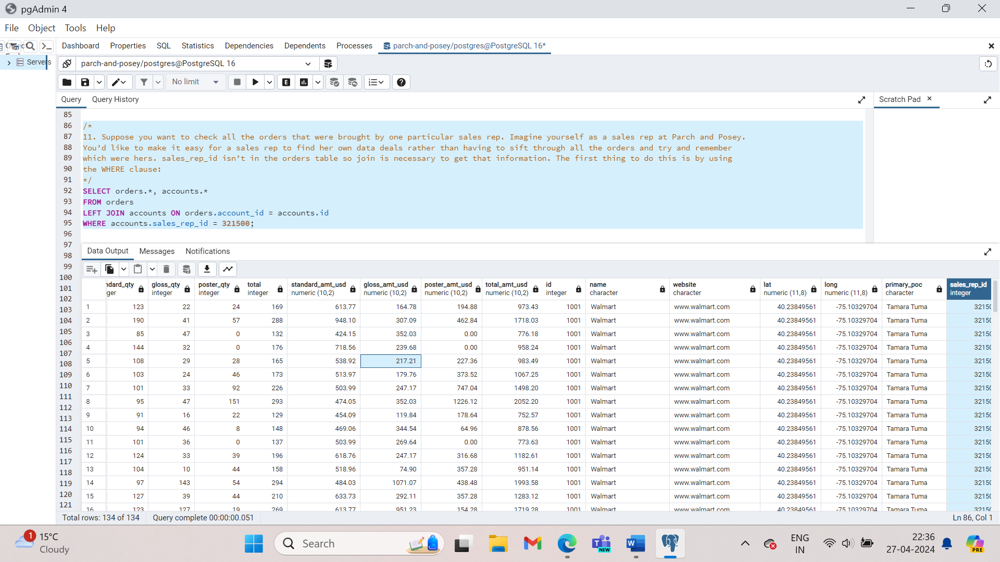 pgAdmin 4
File Object Tools Help
Dashboard Properties SQL Statistics Dependencies Dependents Processes parch-and-posey/postgres@PostgreSQL 16*
Servers
parch-and-posey/postgres@PostgreSQL 16
No limit
Query Query History
Scratch Pad
85
86 /*
87 11. Suppose you want to check all the orders that were brought by one particular sales rep. Imagine yourself as a sales rep at Parch and Posey.
88 You’d like to make it easy for a sales rep to find her own data deals rather than having to sift through all the orders and try and remember
89 which were hers. sales_rep_id isn’t in the orders table so join is necessary to get that information. The first thing to do this is by using
90 the WHERE clause:
91 */
92 SELECT orders.*, accounts.*
93 FROM orders
94 LEFT JOIN accounts ON orders.account_id = accounts.id
95 WHERE accounts.sales_rep_id = 321500;
96
97
98
99
100
101
102
103
104
105
106
107
108
109
110
111
112
113
114
115
116
117
118
119
120
121
Data Output Messages Notifications
ndard_qty gloss_qty poster_qty total standard_amt_usd gloss_amt_usd poster_amt_usd total_amt_usd id name website lat long primary_poc sales_rep_id
ger integer integer integer numeric (10,2) numeric (10,2) numeric (10,2) numeric (10,2) integer character character numeric (11,8) numeric (11,8) character integer
1 123 22 24 169 613.77 164.78 194.88 973.43 1001 Walmart www.walmart.com 40.23849561 -75.10329704 Tamara Tuma 32150
2 190 41 57 288 948.10 307.09 462.84 1718.03 1001 Walmart www.walmart.com 40.23849561 -75.10329704 Tamara Tuma 32150
3 85 47 0 132 424.15 352.03 0.00 776.18 1001 Walmart www.walmart.com 40.23849561 -75.10329704 Tamara Tuma 32150
4 144 32 0 176 718.56 239.68 0.00 958.24 1001 Walmart www.walmart.com 40.23849561 -75.10329704 Tamara Tuma 32150
5 108 29 28 165 538.92 217.21 227.36 983.49 1001 Walmart www.walmart.com 40.23849561 -75.10329704 Tamara Tuma 32150
6 103 24 46 173 513.97 179.76 373.52 1067.25 1001 Walmart www.walmart.com 40.23849561 -75.10329704 Tamara Tuma 32150
7 101 33 92 226 503.99 247.17 747.04 1498.20 1001 Walmart www.walmart.com 40.23849561 -75.10329704 Tamara Tuma 32150
8 95 47 151 293 474.05 352.03 1226.12 2052.20 1001 Walmart www.walmart.com 40.23849561 -75.10329704 Tamara Tuma 32150
9 91 16 22 129 454.09 119.84 178.64 752.57 1001 Walmart www.walmart.com 40.23849561 -75.10329704 Tamara Tuma 32150
10 94 46 8 148 469.06 344.54 64.96 878.56 1001 Walmart www.walmart.com 40.23849561 -75.10329704 Tamara Tuma 32150
11 101 36 0 137 503.99 269.64 0.00 773.63 1001 Walmart www.walmart.com 40.23849561 -75.10329704 Tamara Tuma 32150
12 124 33 39 196 618.76 247.17 316.68 1182.61 1001 Walmart www.walmart.com 40.23849561 -75.10329704 Tamara Tuma 32150
13 104 10 44 158 518.96 74.90 357.28 951.14 1001 Walmart www.walmart.com 40.23849561 -75.10329704 Tamara Tuma 32150
14 97 143 54 294 484.03 1071.07 438.48 1993.58 1001 Walmart www.walmart.com 40.23849561 -75.10329704 Tamara Tuma 32150
15 127 39 44 210 633.73 292.11 357.28 1283.12 1001 Walmart www.walmart.com 40.23849561 -75.10329704 Tamara Tuma 32150
16 123 127 19 269 613.77 951.23 154.28 1719.28 1001 Walmart www.walmart.com 40.23849561 -75.10329704 Tamara Tuma 32150
Total rows: 134 of 134 Query complete 00:00:00.051 Ln 86, Col 1
1 15°C
Cloudy
Search
NEW
ENG
IN
22:36
27-04-2024
PRE